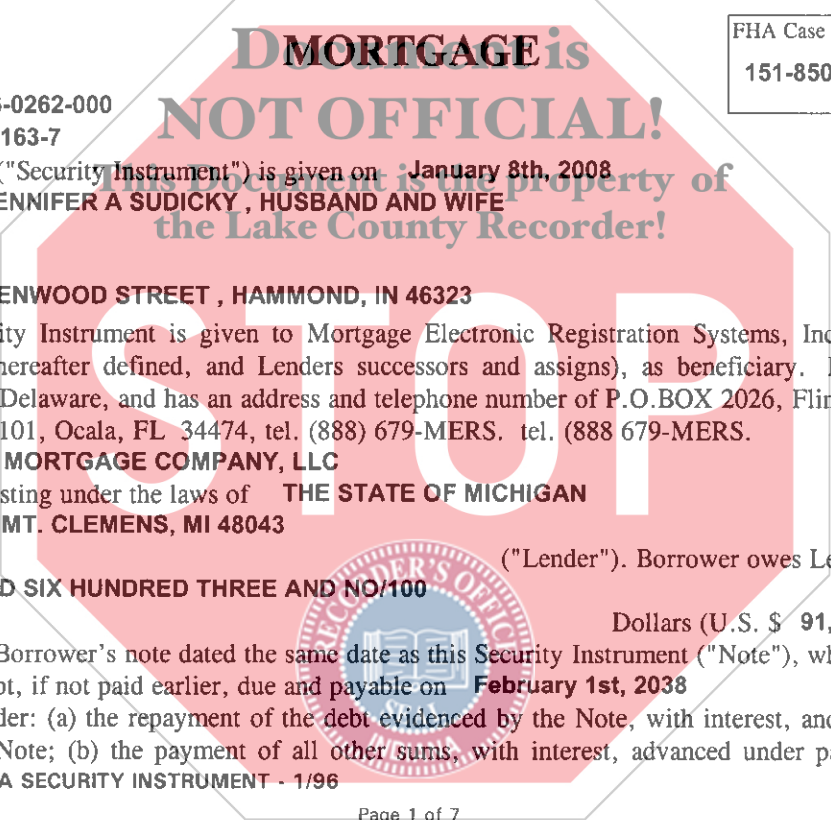 MORTGAGE
Document is
NOT OFFICIAL!
This Document is the property of
the Lake County Recorder!
FHA Case
151-850
-0262-000
163-7
("Security Instrument") is given on January 8th, 2008
ENNIFER A SUDICKY , HUSBAND AND WIFE
ENWOOD STREET , HAMMOND, IN 46323
ity Instrument is given to Mortgage Electronic Registration Systems, Inc
hereafter defined, and Lenders successors and assigns), as beneficiary.
Delaware, and has an address and telephone number of P.O.BOX 2026, Flin
101, Ocala, FL 34474, tel. (888) 679-MERS. tel. (888 679-MERS.
MORTGAGE COMPANY, LLC
sting under the laws of THE STATE OF MICHIGAN
MT. CLEMENS, MI 48043
("Lender"). Borrower owes Le
D SIX HUNDRED THREE AND NO/100
Dollars (U.S. $ 91,
Borrower's note dated the same date as this Security Instrument ("Note"), wh
ot, if not paid earlier, due and payable on February 1st, 2038
der: (a) the repayment of the debt evidenced by the Note, with interest, and
Note; (b) the payment of all other sums, with interest, advanced under pa
A SECURITY INSTRUMENT - 1/96
Page 1 of 7
STOP
RECORDER'S OFFICE
SEAL
INDIANA